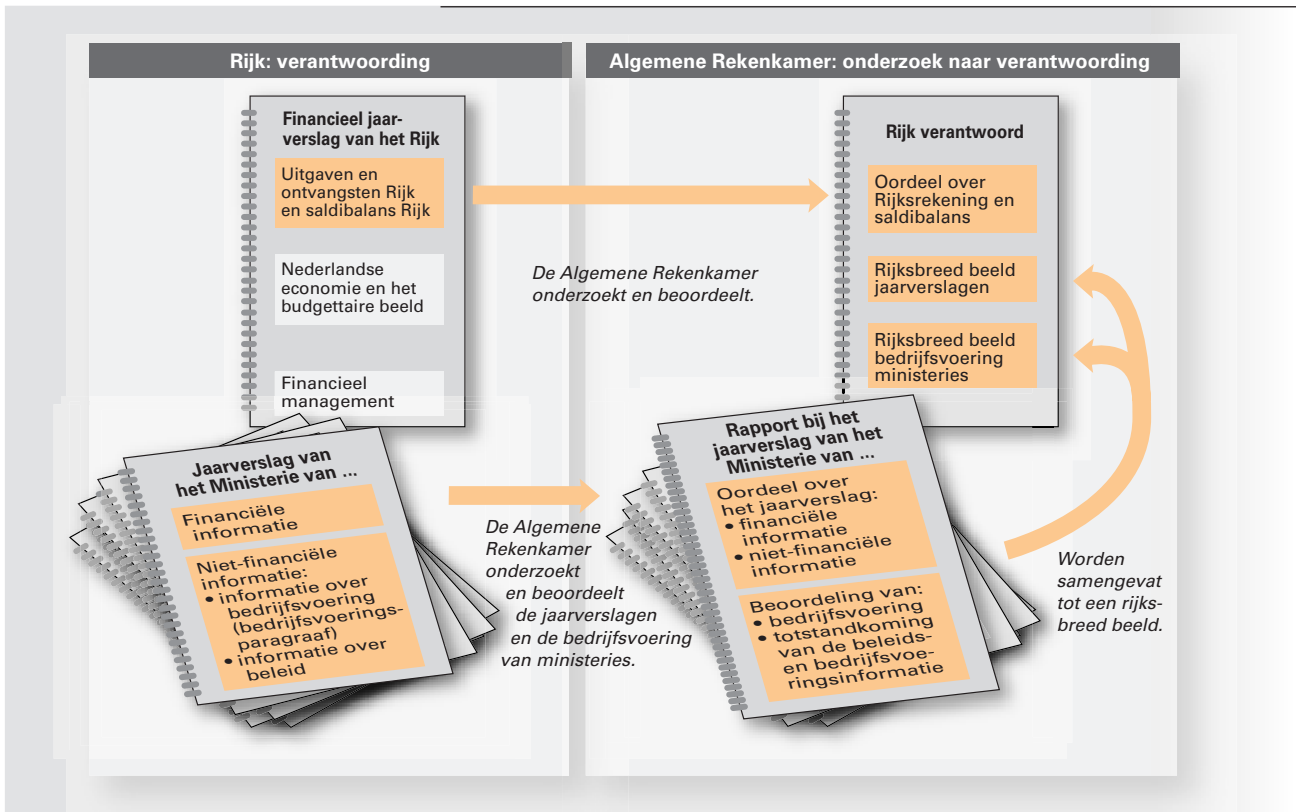 Rijk: verantwoording
Financieel jaar-
verslag van het Rijk
Uitgaven en
ontvangsten Rijk
en saldibalans Rijk
Nederlandse
economie en het
budgettaire beeld
Financieel
management
Jaarverslag van
het Ministerie van ...
Financiële
informatie
Niet-financiële
informatie:
• informatie over
bedrijfsvoering
(bedrijfsvoerings-
paragraaf)
• informatie over
beleid
De Algemene Rekenkamer
onderzoekt en beoordeelt.
De Algemene
Rekenkamer
onderzoekt
en beoordeelt
de jaarverslagen
en de bedrijfsvoering
van ministeries.
Algemene Rekenkamer: onderzoek naar verantwoording
Rijk verantwoord
Oordeel over
Rijksrekening en
saldibalans
Rijksbreed beeld
jaarverslagen
Rijksbreed beeld
bedrijfsvoering
ministeries
Rapport bij het
jaarverslag van het
Ministerie van ...
Oordeel over
het jaarverslag:
• financiële
informatie
• niet-financiële
informatie
Beoordeling van:
• bedrijfsvoering
• totstandkoming
van de beleids-
en bedrijfsvoe-
ringsinformatie
Worden
samengevat
tot een rijks-
breed beeld.